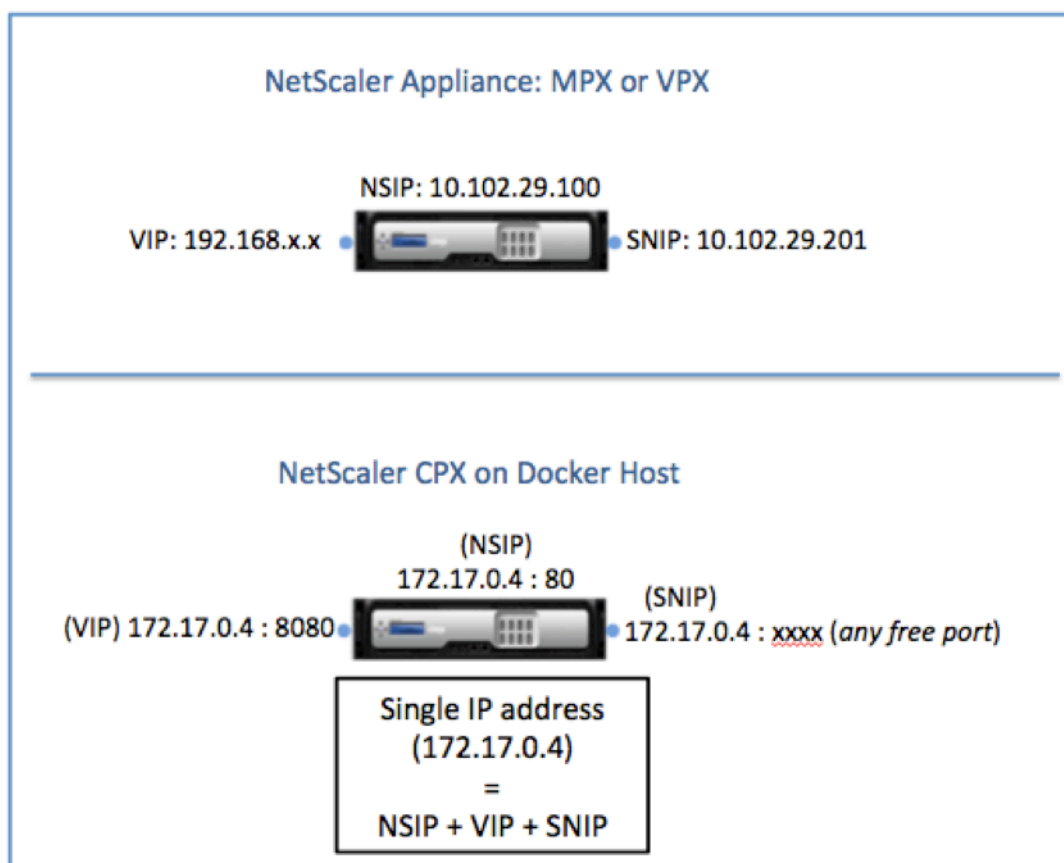 NetScaler Appliance: MPX or VPX
NSIP: 10.102.29.100
VIP: 192.168.x.x
SNIP: 10.102.29.201
NetScaler CPX on Docker Host
(NSIP)
172.17.0.4 : 80
(VIP) 172.17.0.4 : 8080
(SNIP)
172.17.0.4 : xxxx (any free port)
Single IP address
(172.17.0.4)
=
NSIP + VIP + SNIP